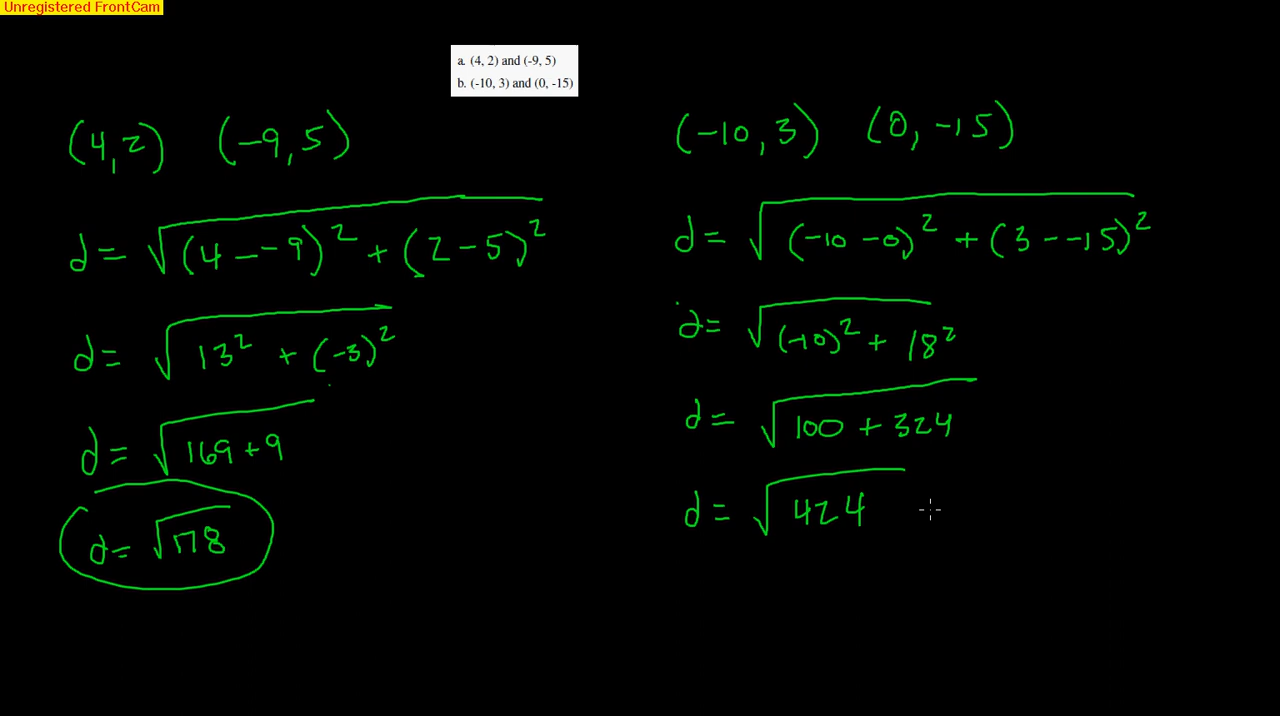 Unregistered FrontCam
a. (4, 2) and (-9, 5)
b. (-10, 3) and (0, -15)
(4,2) (-9,5)
d = √(4 - -9)² + (2 - 5)²
d = √13² + (-3)²
d = √169 + 9
d = √178
(-10, 3) (0, -15)
d = √(-10 - 0)² + (3 - -15)²
d = √(-10)² + 18²
d = √100 + 324
d = √424